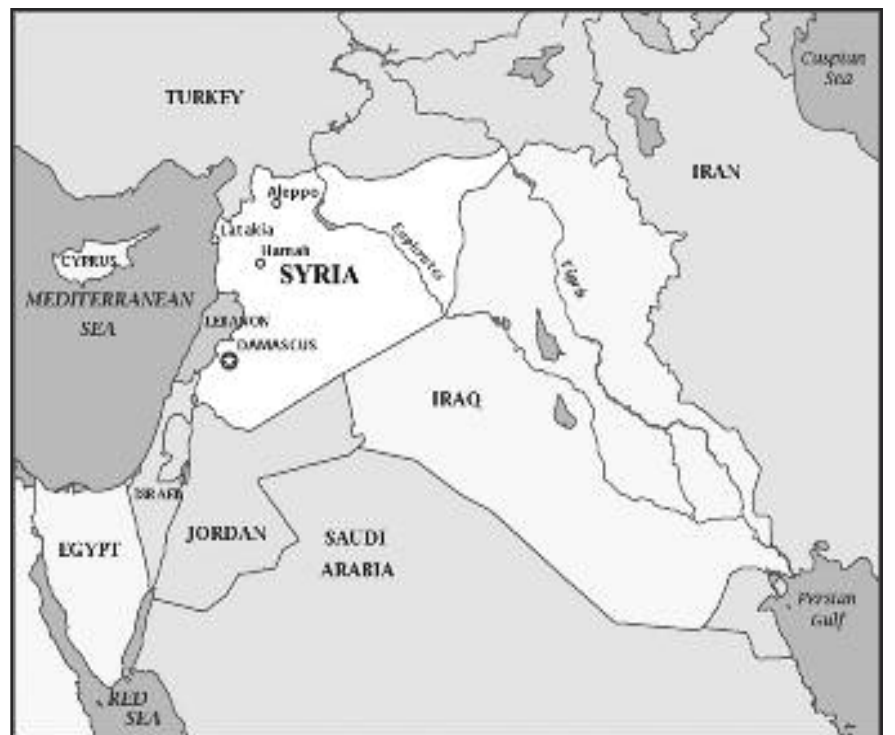 Caspian
Sea
TURKEY
IRAN
Aleppo
Latakia
Hamah
Euphrates
CYPRUS
SYRIA
Tigris
MEDITERRANEAN
SEA
LEBANON
DAMASCUS
IRAQ
ISRAEL
JORDAN
SAUDI
ARABIA
EGYPT
Persian
Gulf
RED
SEA